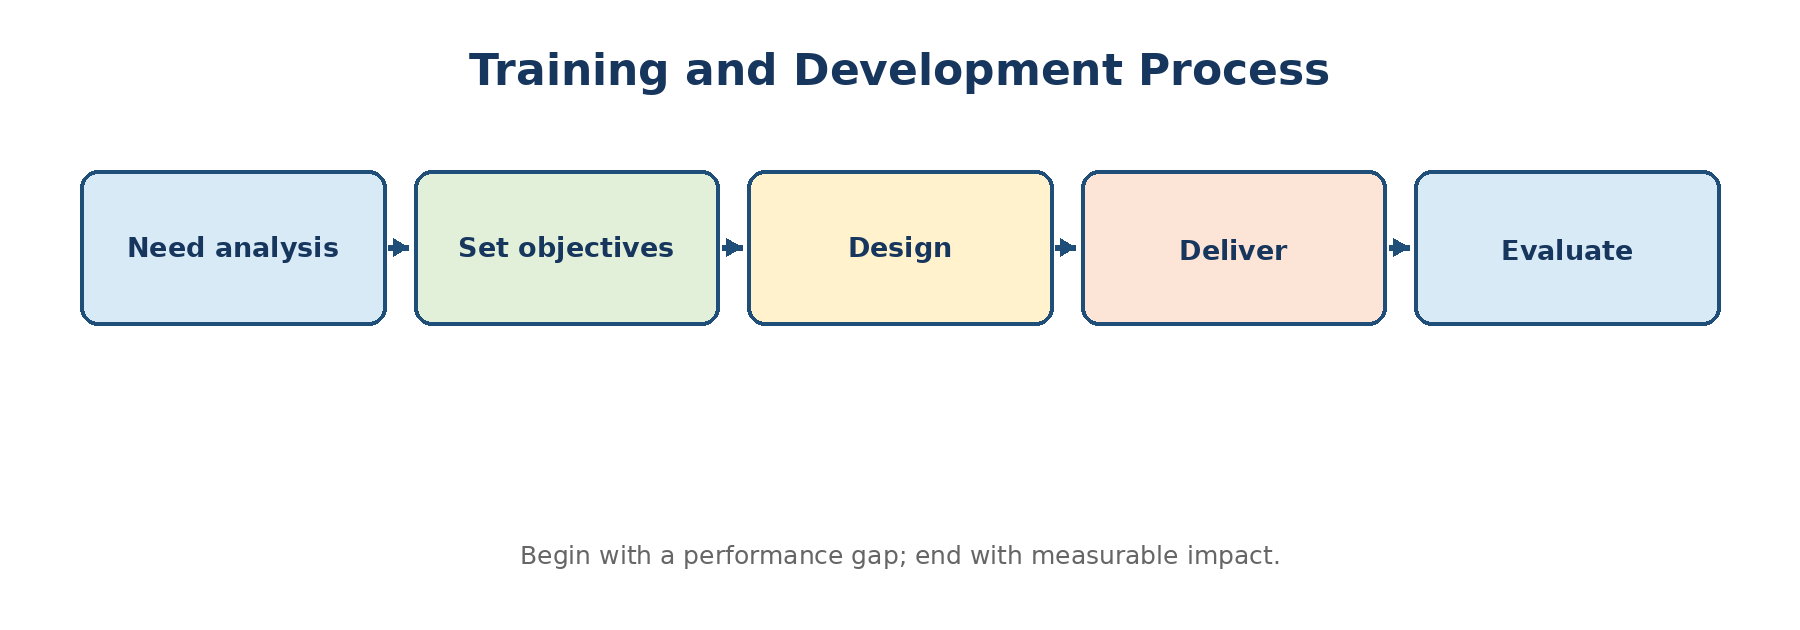 Training and Development Process
Need analysis
Set objectives
Design
Deliver
Evaluate
Begin with a performance gap; end with measurable impact.